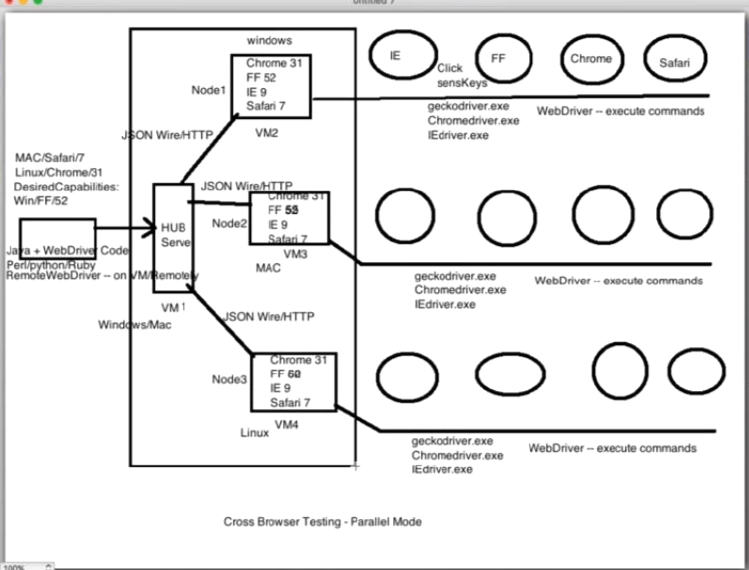 Untitled 7
windows
IE
FF
Chrome
Safari
Click
sensKeys
Node1
Chrome 31
FF 52
IE 9
Safari 7
VM2
geckodriver.exe
Chromedriver.exe
IEdriver.exe
WebDriver -- execute commands
JSON Wire/HTTP
MAC/Safari/7
Linux/Chrome/31
DesiredCapabilities:
Win/FF/52
Java + WebDriver Code
Perl/python/Ruby
RemoteWebDriver -- on VM/Remotely
HUB
Serve
VM 1
Windows/Mac
JSON Wire/HTTP
Node2
Chrome 31
FF
IE 9
Safari 7
VM3
MAC
geckodriver.exe
Chromedriver.exe
IEdriver.exe
WebDriver -- execute commands
JSON Wire/HTTP
Node3
Chrome 31
FF
IE 9
Safari 7
VM4
Linux
geckodriver.exe
Chromedriver.exe
IEdriver.exe
WebDriver -- execute commands
Cross Browser Testing - Parallel Mode
100%